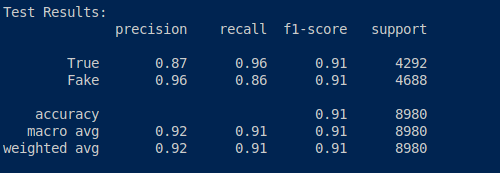 Test Results:
precision recall f1-score support
True 0.87 0.96 0.91 4292
Fake 0.96 0.86 0.91 4688
accuracy 0.91 8980
macro avg 0.92 0.91 0.91 8980
weighted avg 0.92 0.91 0.91 8980